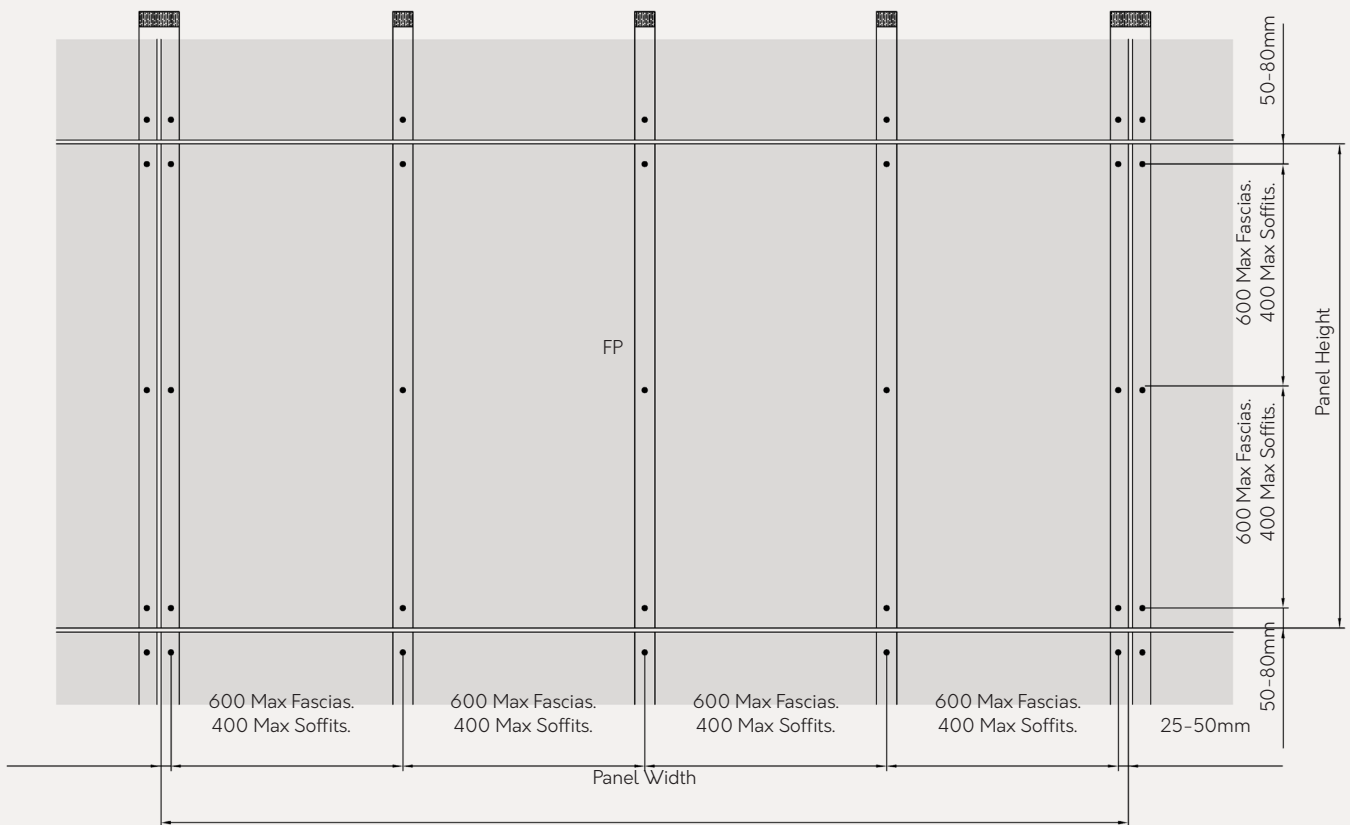 50-80mm
600 Max Fascias.
400 Max Soffits.
Panel Height
FP
600 Max Fascias.
400 Max Soffits.
50-80mm
600 Max Fascias.
400 Max Soffits.
600 Max Fascias.
400 Max Soffits.
600 Max Fascias.
400 Max Soffits.
600 Max Fascias.
400 Max Soffits.
25-50mm
Panel Width